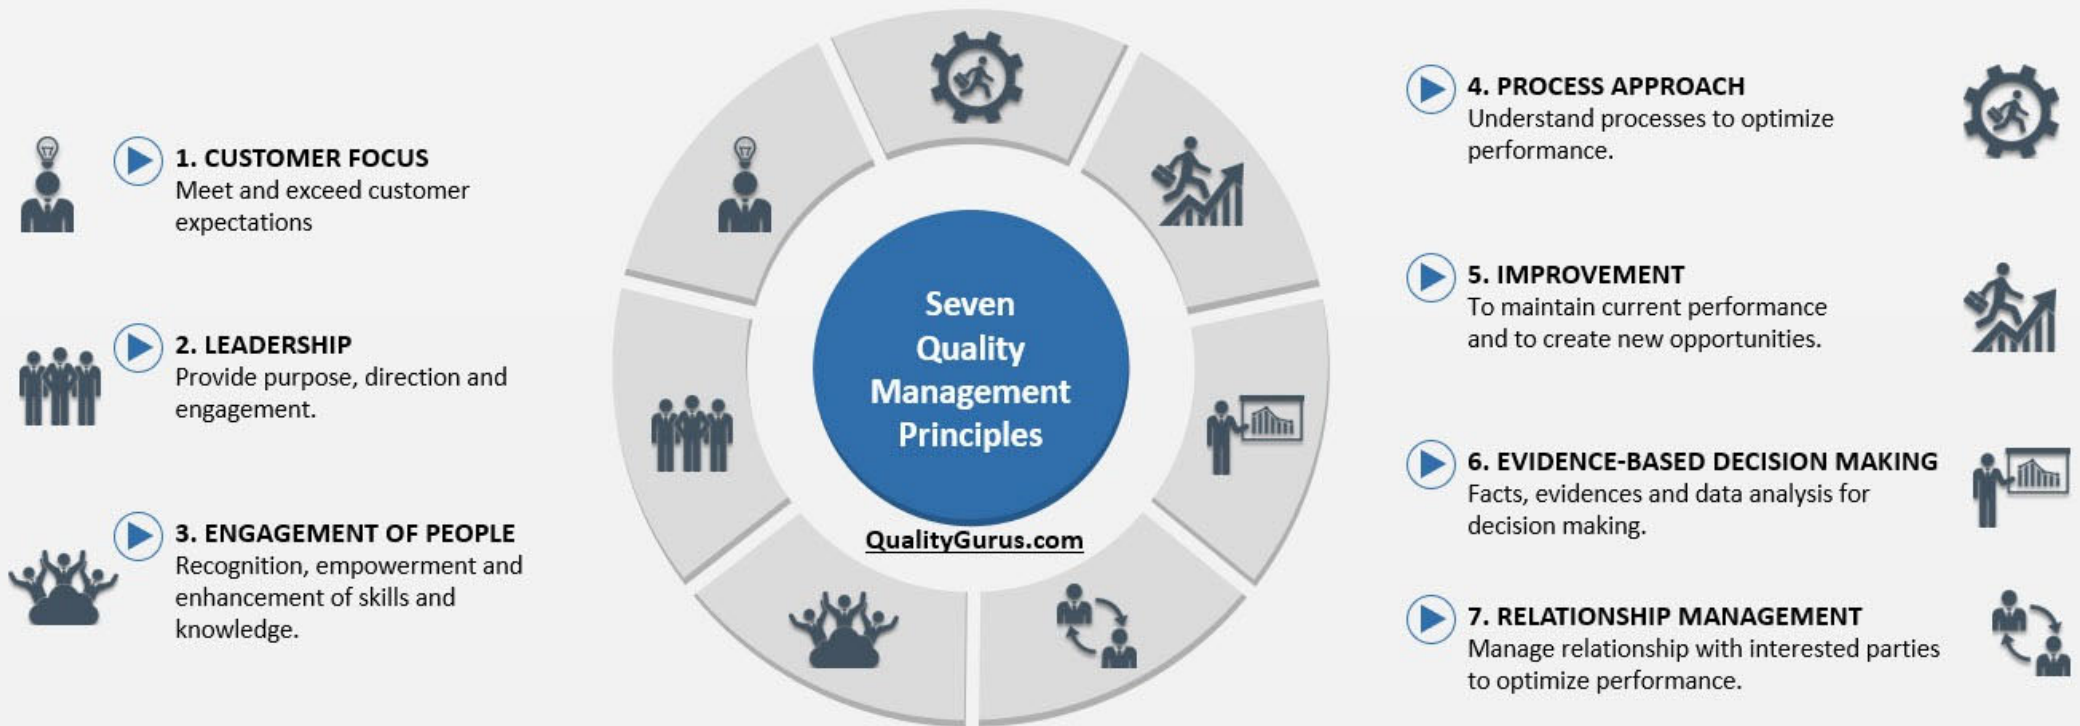 1. CUSTOMER FOCUS
Meet and exceed customer
expectations
2. LEADERSHIP
Provide purpose, direction and
engagement.
3. ENGAGEMENT OF PEOPLE
Recognition, empowerment and
enhancement of skills and
knowledge.
Seven
Quality
Management
Principles
QualityGurus.com
4. PROCESS APPROACH
Understand processes to optimize
performance.
5. IMPROVEMENT
To maintain current performance
and to create new opportunities.
6. EVIDENCE-BASED DECISION MAKING
Facts, evidences and data analysis for
decision making.
7. RELATIONSHIP MANAGEMENT
Manage relationship with interested parties
to optimize performance.